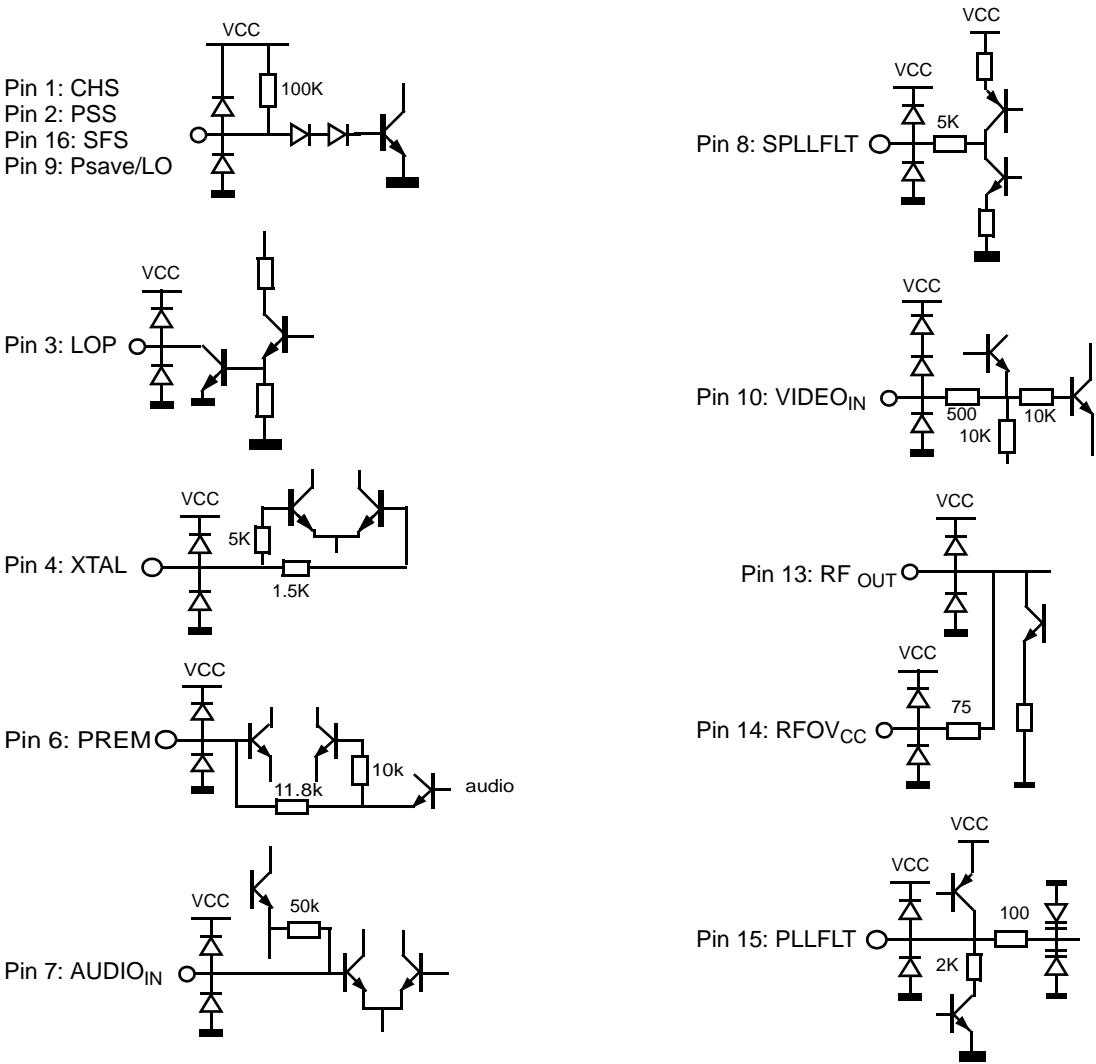 VCC
Pin 1: CHS
100K
Pin 2: PSS
Pin 16: SFS
Pin 9: Psave/LO
VCC
Pin 3: LOP
VCC
5K
Pin 4: XTAL
1.5K
VCC
Pin 6: PREM
10k
11.8k
audio
VCC
50k
Pin 7: AUDIOIN
VCC
VCC
5K
Pin 8: SPLLFLT
VCC
Pin 10: VIDEOIN
500
10K
10K
VCC
Pin 13: RF OUT
VCC
75
Pin 14: RFOVCC
VCC
VCC
100
Pin 15: PLLFLT
2K